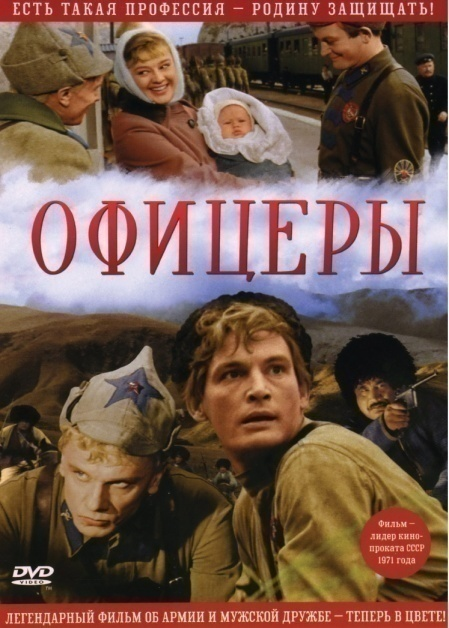 ЕСТЬ ТАКАЯ ПРОФЕССИЯ — РОДИНУ ЗАЩИЩАТЬ!
ОФИЦЕРЫ
Фильм —
лидер кино-
проката СССР
1971 года
DVD
VIDEO
TM
ЛЕГЕНДАРНЫЙ ФИЛЬМ ОБ АРМИИ И МУЖСКОЙ ДРУЖБЕ — ТЕПЕРЬ В ЦВЕТЕ!